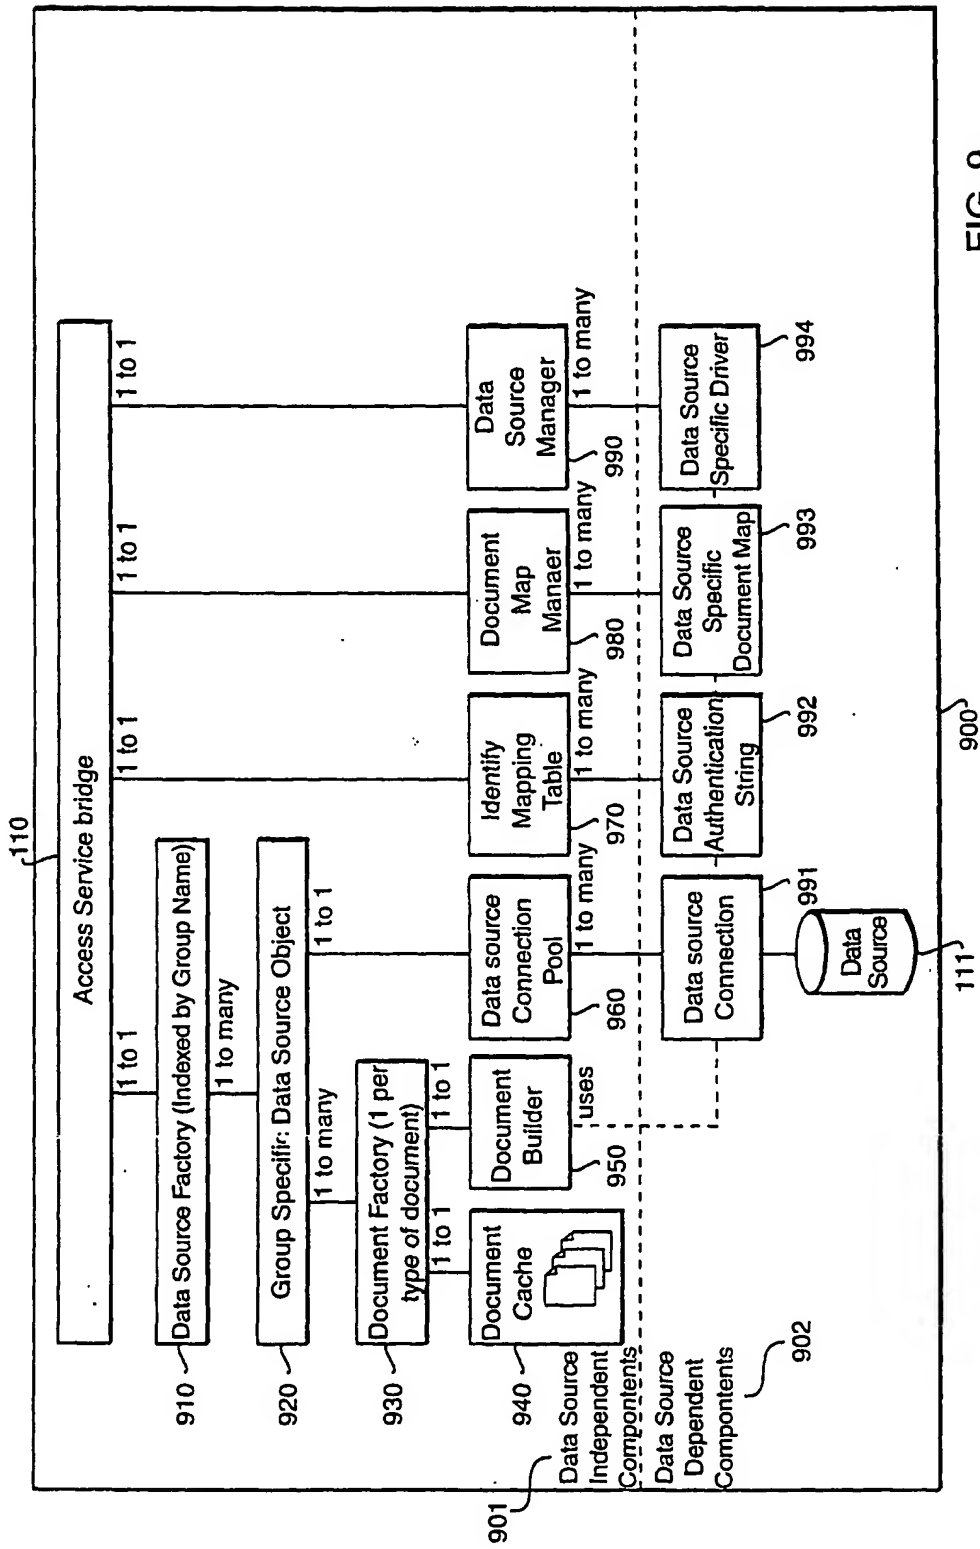 110
Access Service bridge
1 to 1
1 to 1
1 to 1
1 to 1
910
Data Source Factory (Indexed by Group Name)
1 to many
920
Group Specifir: Data Source Object
1 to many
1 to 1
930
Document Factory (1 per
type of document)
1 to 1
1 to 1
940
Document
Cache
Document
Builder
950
uses
Data source
Connection
Pool
960
1 to many
Identify
Mapping
Table
970
1 to many
Document
Map
Manaer
980
1 to many
Data
Source
Manager
990
1 to many
901
Data Source
Independent
Compontents
Data Source
Dependent
Compontents
902
Data source
Connection
991
Data Source
Authentication
String
992
Data Source
Specific
Document Map
993
Data Source
Specific Driver
994
Data
Source
111
900
FIG. 9